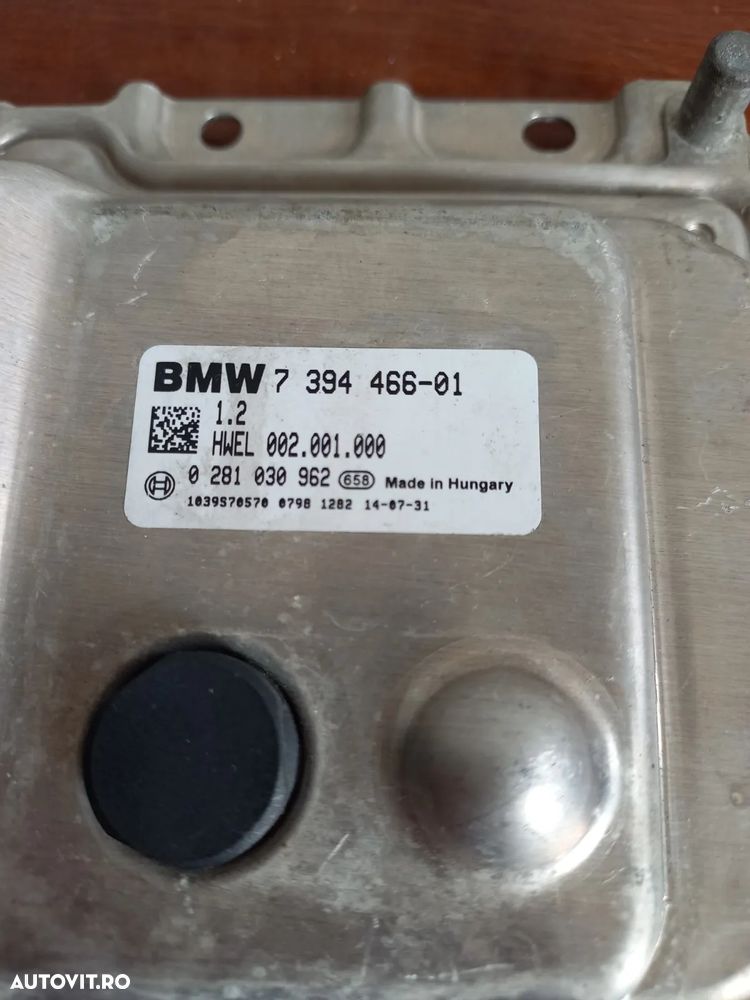 BMW 7 394 466-01
1.2
HWEL 002.001.000
0 281 030 962 658 Made in Hungary
1039S70570 0798 1282 14-07-31
AUTOVIT.RO